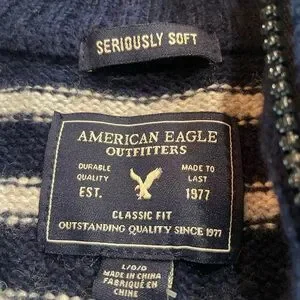 SERIOUSLY SOFT
AMERICAN EAGLE
OUTFITTERS
DURABLE MADE TO
QUALITY LAST
EST. 1977
CLASSIC FIT
OUTSTANDING QUALITY SINCE 1977
L/G/G
MADE IN CHINA
FABRIQUÉ EN
CHINE